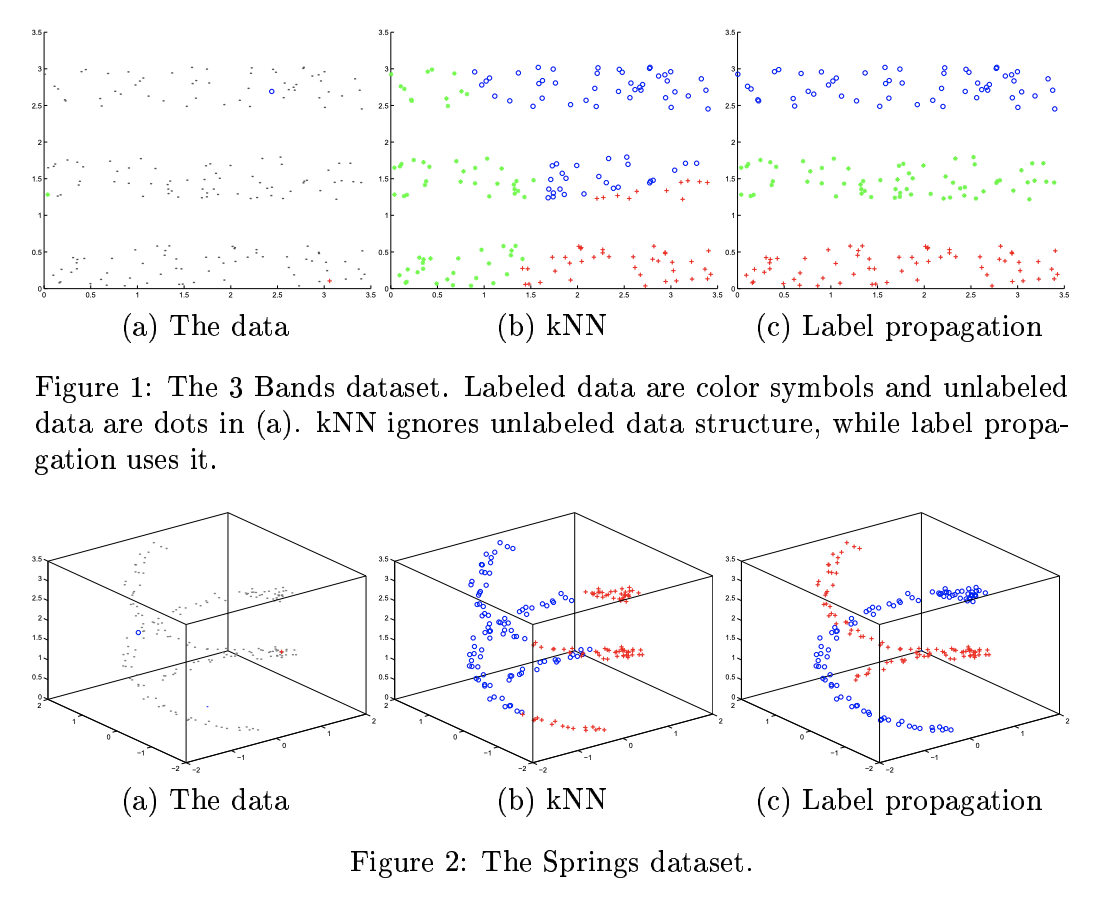 3.5 3.5 3.5
3 3 3
2.5 2.5 2.5
2 2 2
1.5 1.5 1.5
1 1 1
0.5 0.5 0.5
0 0 0
0 0.5 1 1.5 2 2.5 3 3.5 0 0.5 1 1.5 2 2.5 3 3.5 0 0.5 1 1.5 2 2.5 3 3.5
(a) The data (b) kNN (c) Label propagation
Figure 1: The 3 Bands dataset. Labeled data are color symbols and unlabeled
data are dots in (a). kNN ignores unlabeled data structure, while label propa-
gation uses it.
3.5 3.5 3.5
3 3 3
2.5 2.5 2.5
2 2 2
1.5 1.5 1.5
1 1 1
0.5 0.5 0.5
0 0 0
2 2 2 2 2 2
1 1 1 1 1 1
0 0 0 0 0 0
−1 −1 −1 −1 −1 −1
−2 −2 −2 −2 −2 −2
(a) The data (b) kNN (c) Label propagation
Figure 2: The Springs dataset.